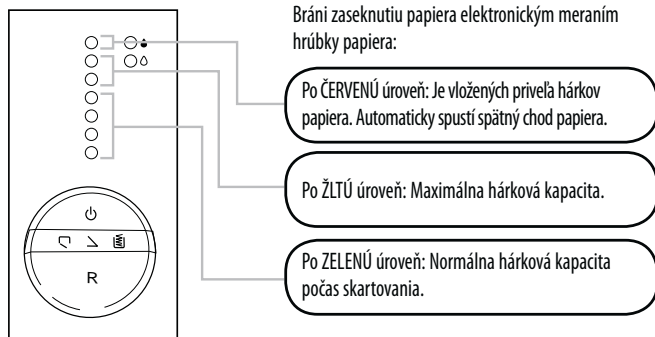 Bráni zaseknutiu papiera elektronickým meraním
hrúbky papiera:
Po ČERVENÚ úroveň: Je vložených priveľa hárkov
papiera. Automaticky spustí spätný chod papiera.
Po ŽLTÚ úroveň: Maximálna hárková kapacita.
Po ZELENÚ úroveň: Normálna hárková kapacita
počas skartovania.
R